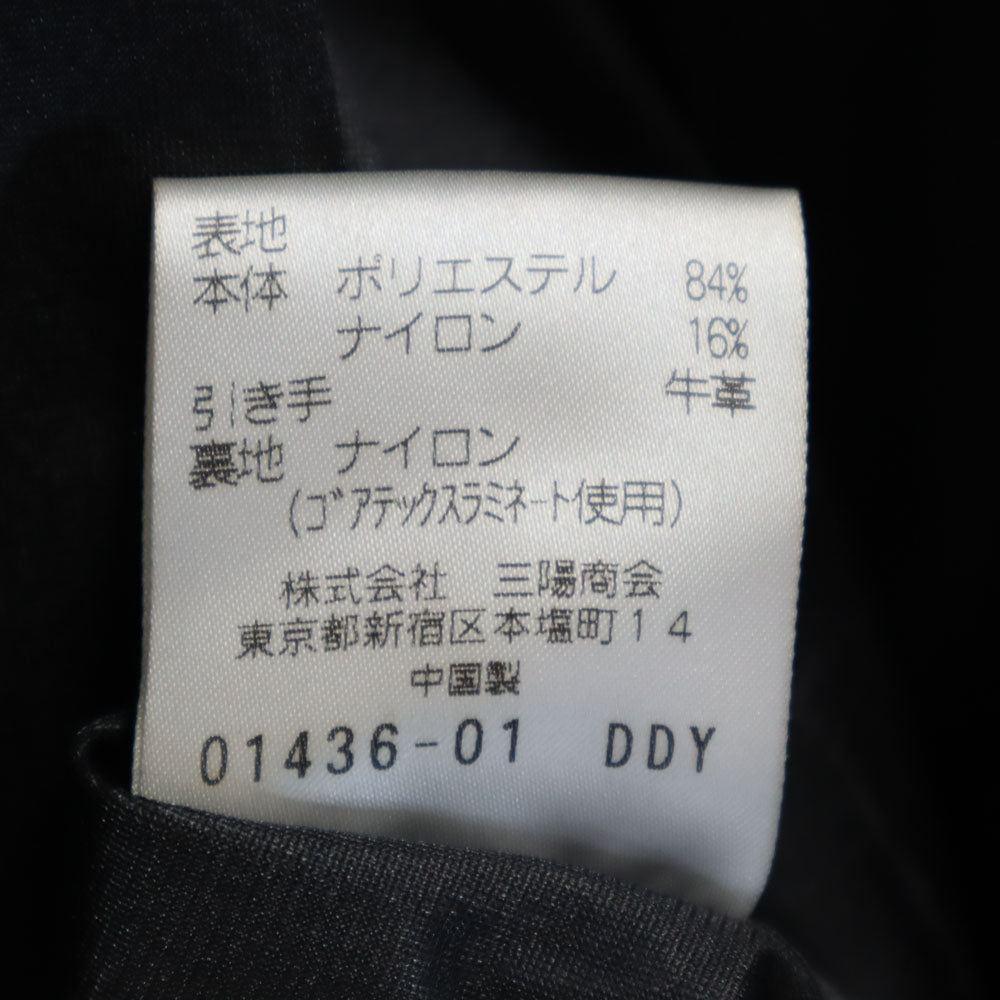 表地
本体 ポリエステル 84%
ナイロン 16%
引き手 牛革
裏地 ナイロン
(ゴアテックスラミネート使用)
株式会社 三陽商会
東京都新宿区本塩町14
中国製
01436-01 DDY